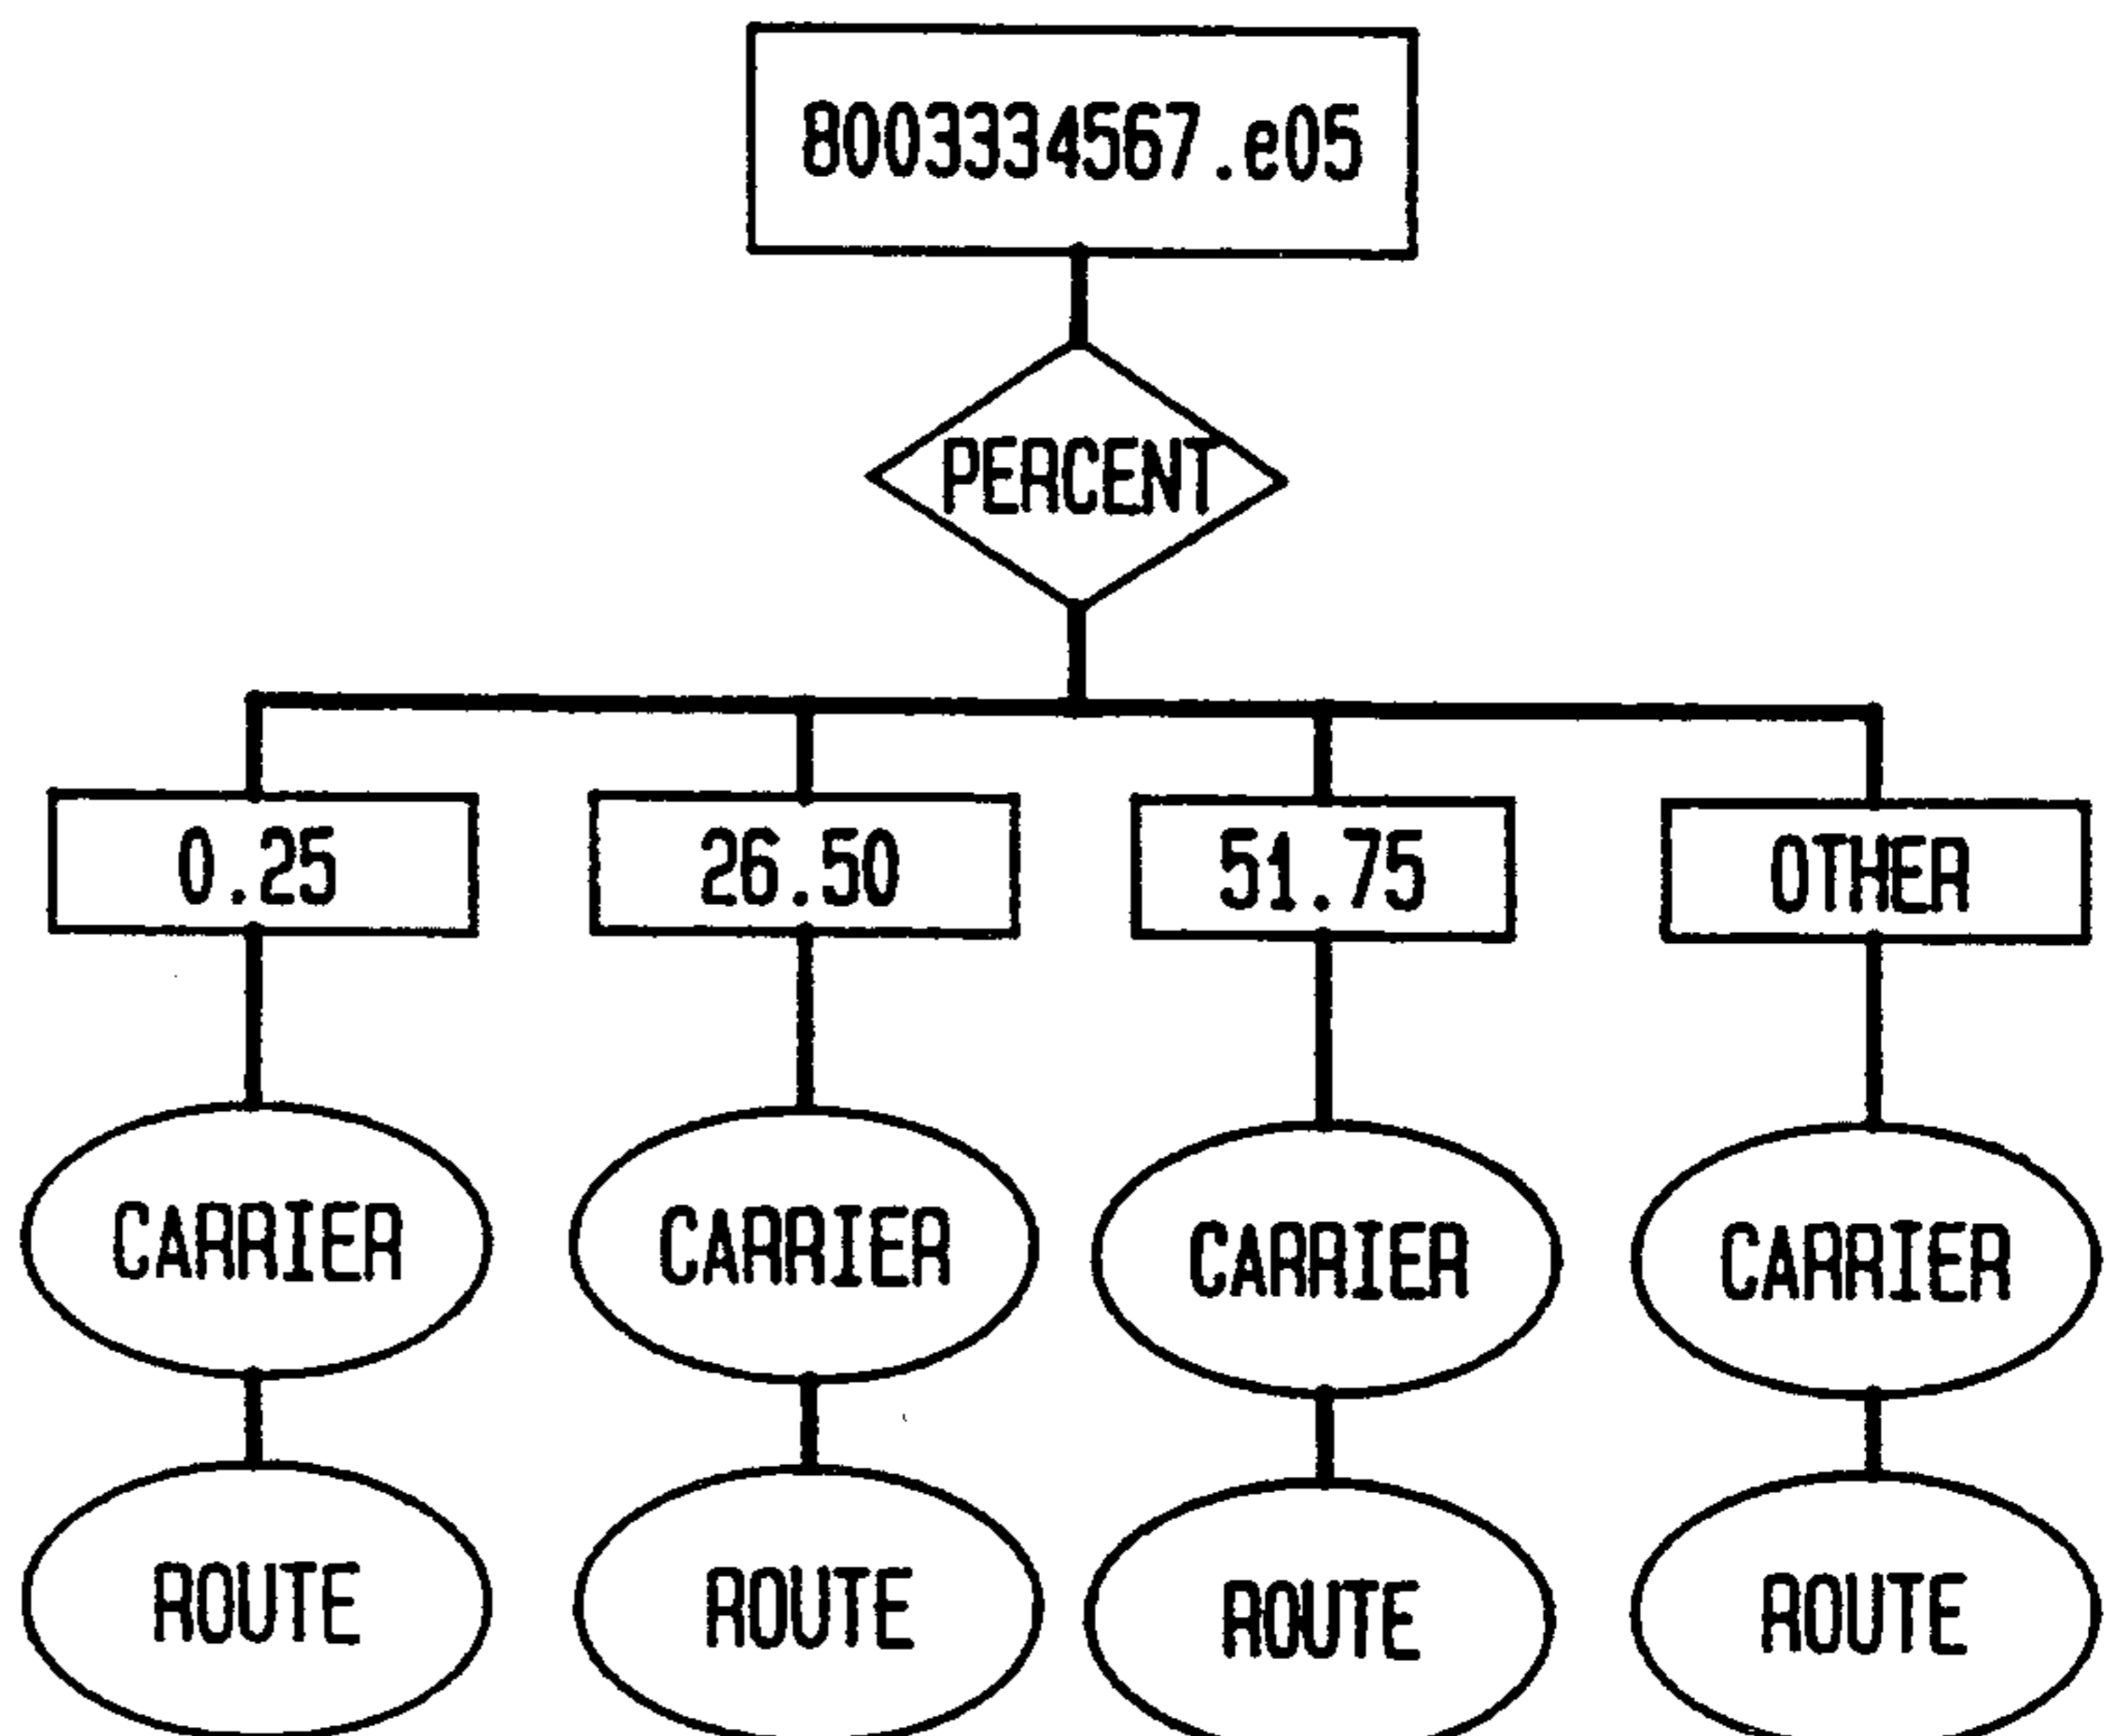 8003334567.e05
PERCENT
0.25 26.50 51.75 OTHER
CARRIER CARRIER CARRIER CARRIER
ROUTE ROUTE ROUTE ROUTE